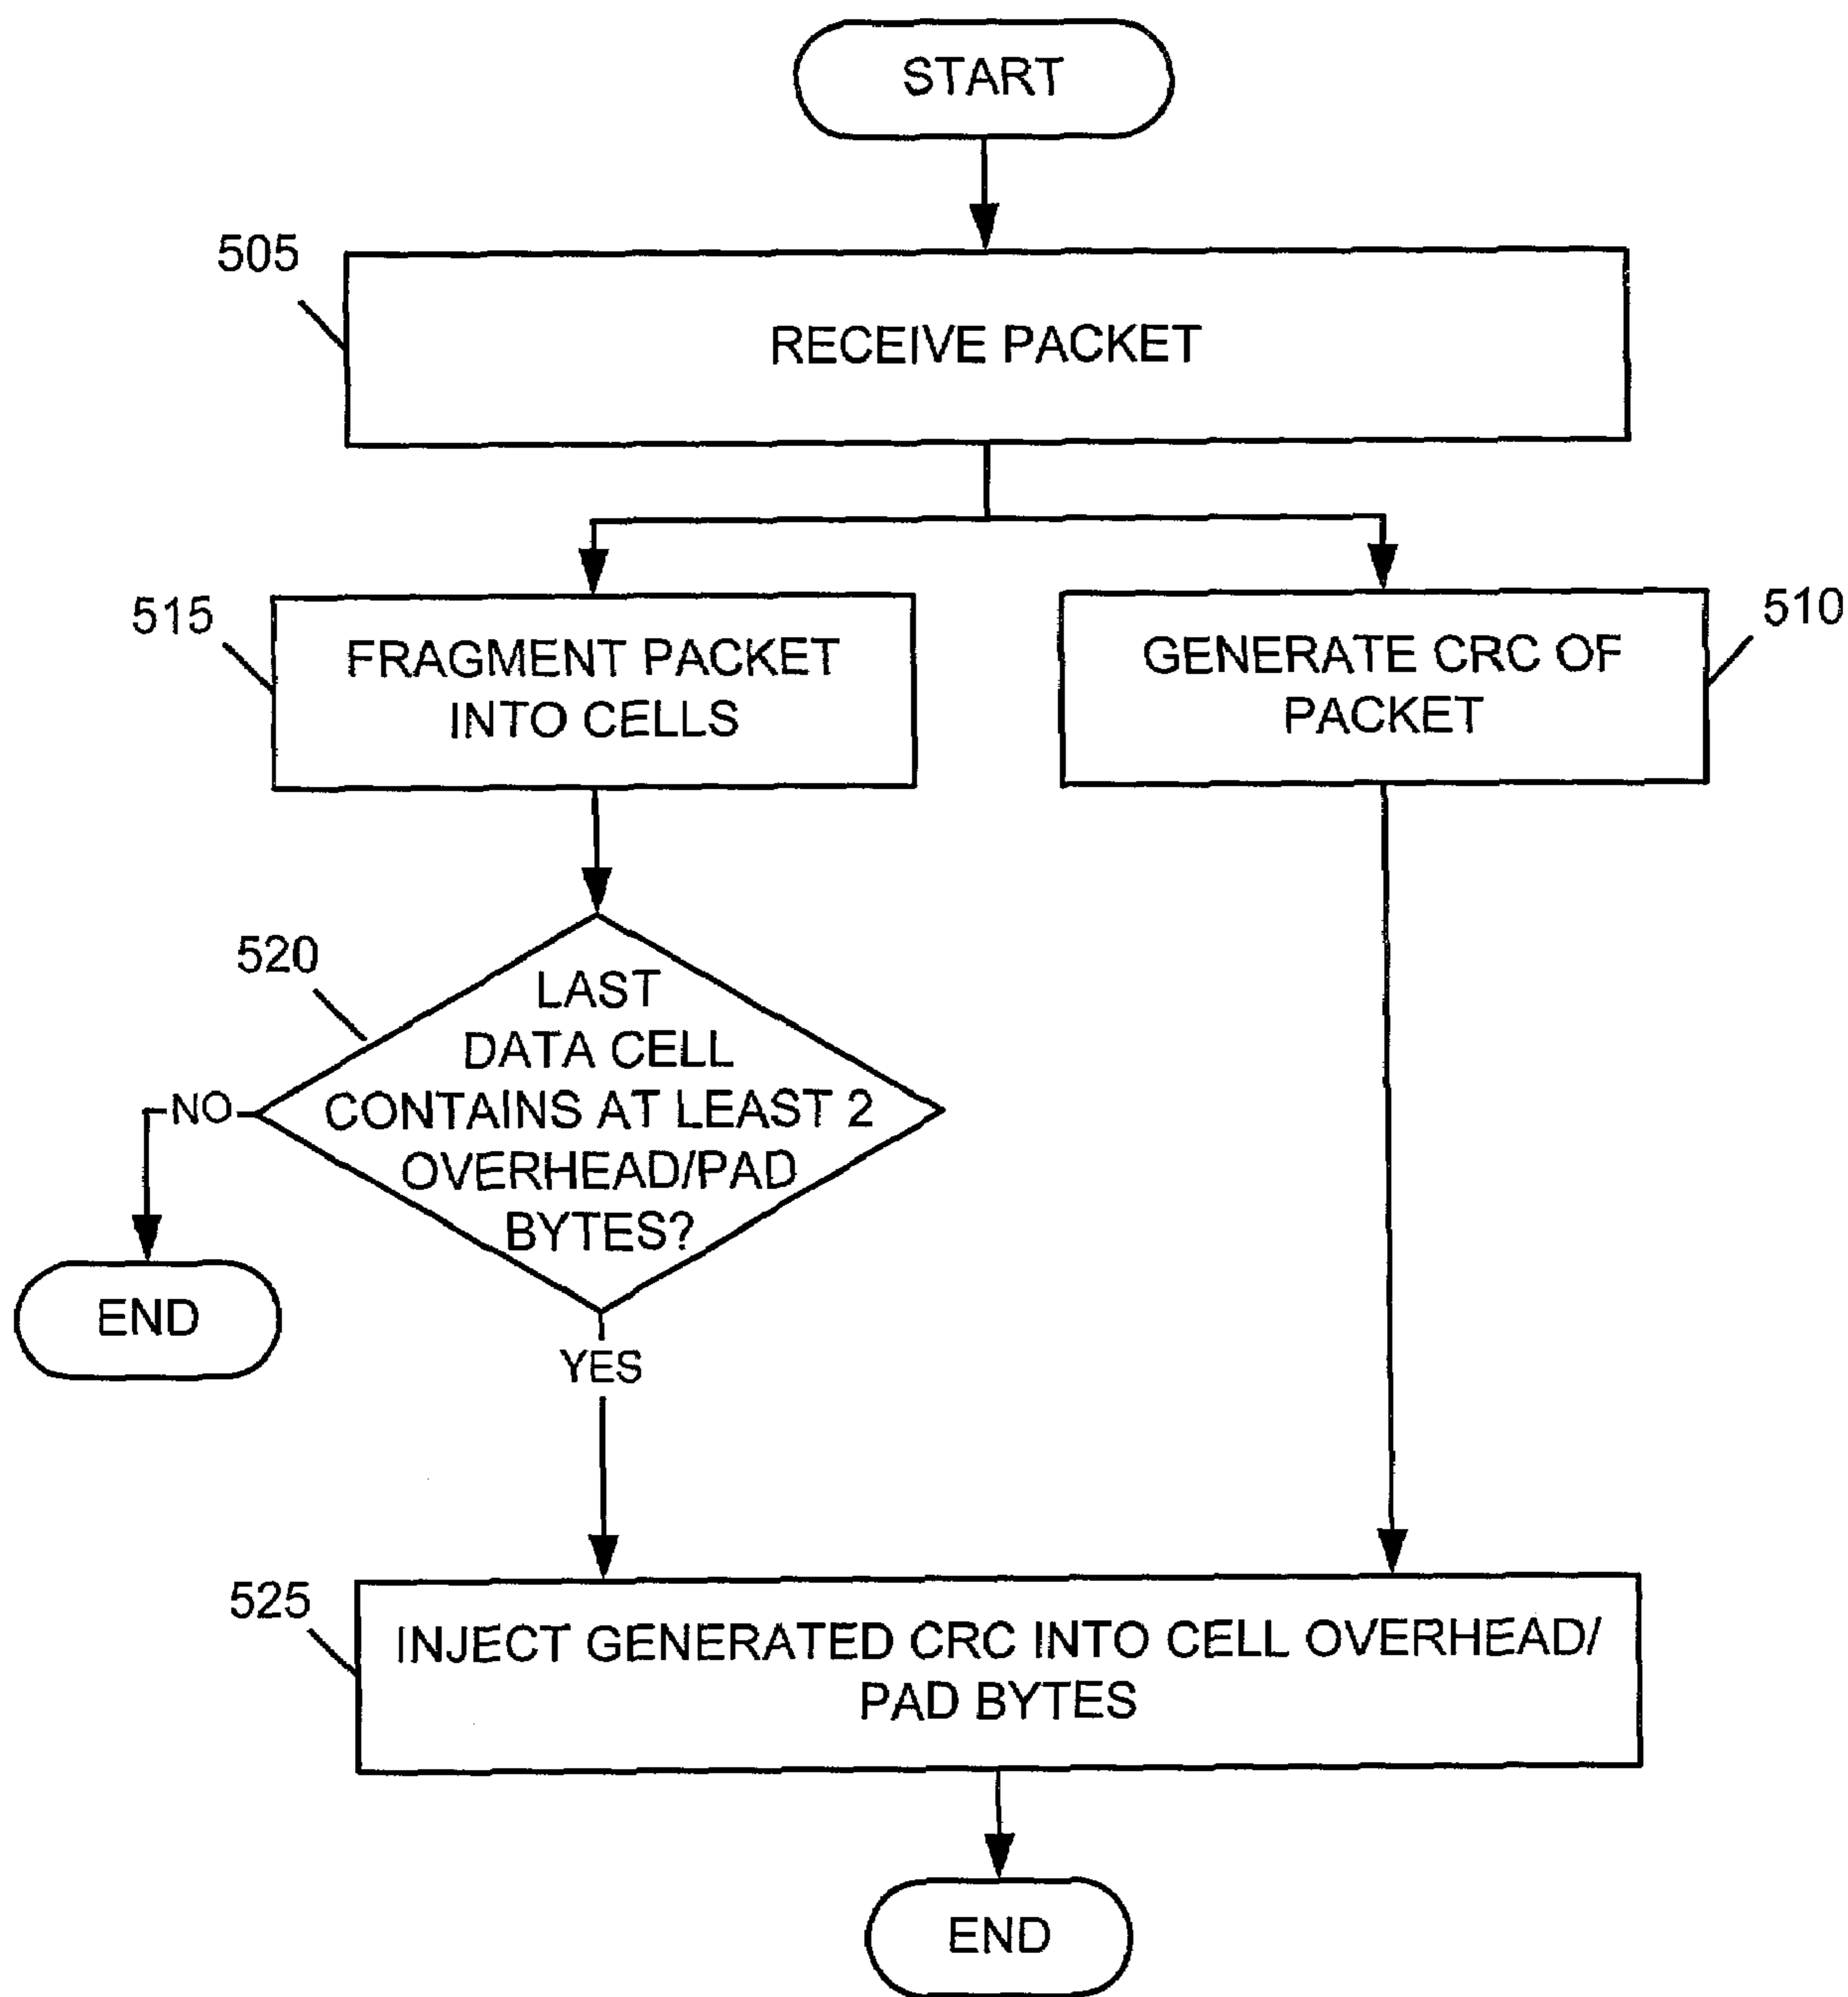 START
505
RECEIVE PACKET
515
FRAGMENT PACKET
INTO CELLS
GENERATE CRC OF
PACKET
510
520
LAST
DATA CELL
CONTAINS AT LEAST 2
OVERHEAD/PAD
BYTES?
NO
END
YES
525
INJECT GENERATED CRC INTO CELL OVERHEAD/
PAD BYTES
END